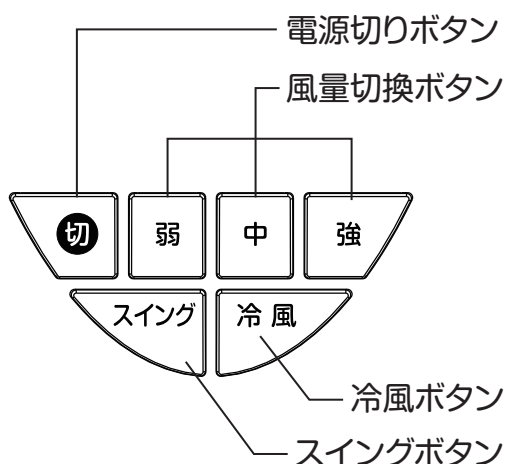 電源切りボタン
風量切換ボタン
切 弱 中 強
スイング 冷風
冷風ボタン
スイングボタン